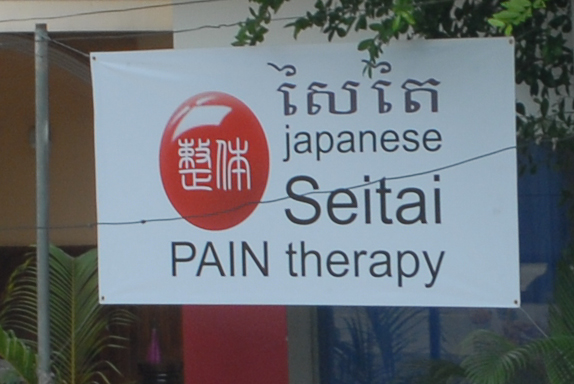 សៃតៃ
整体
japanese
Seitai
PAIN therapy